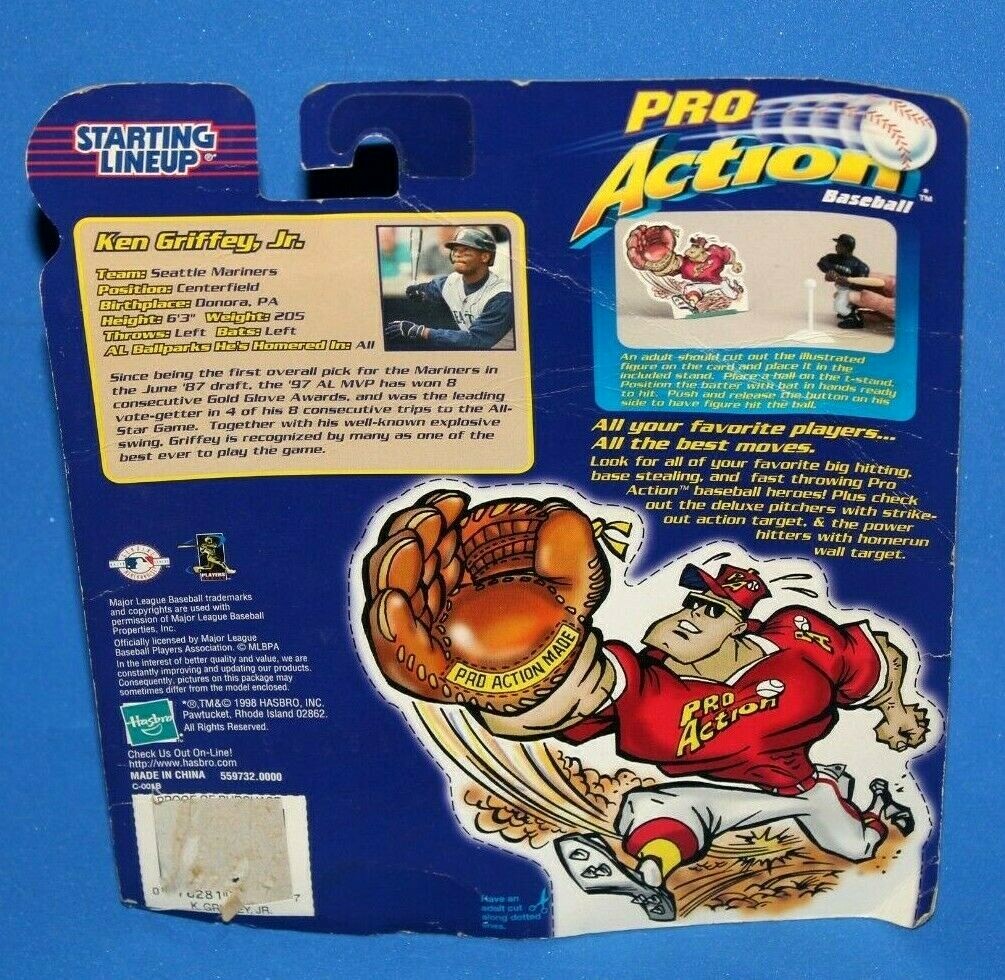 STARTING
LINEUP®
PRO
Action
Baseball™
Ken Griffey, Jr.
Team: Seattle Mariners
Position: Centerfield
Birthplace: Donora, PA
Height: 6'3" Weight: 205
Throws: Left Bats: Left
AL Ballparks He's Homered In: All
Since being the first overall pick for the Mariners in
the June '87 draft, the '97 AL MVP has won 8
consecutive Gold Glove Awards, and was the leading
vote-getter in 4 of his 8 consecutive trips to the All-
Star Game. Together with his well-known explosive
swing, Griffey is recognized by many as one of the
best ever to play the game.
An adult should cut out the illustrated
figure on the card and place it in the
included stand. Place a ball on the t-stand.
Position the batter with bat in hands ready
to hit. Push and release the button on his
side to have figure hit the ball.
All your favorite players...
All the best moves.
Look for all of your favorite big hitting,
base stealing, and fast throwing Pro
Action™ baseball heroes! Plus check
out the deluxe pitchers with strike-
out action target, & the power
hitters with homerun
wall target.
PLAYERS
Major League Baseball trademarks
and copyrights are used with
permission of Major League Baseball
Properties, Inc.
Officially licensed by Major League
Baseball Players Association. © MLBPA
In the interest of better quality and value, we are
constantly improving and updating our products.
Consequently, pictures on this package may
sometimes differ from the model enclosed.
Hasbro
*®,TM&© 1998 HASBRO, INC.
Pawtucket, Rhode Island 02862.
All Rights Reserved.
Check Us Out On-Line!
http://www.hasbro.com
MADE IN CHINA 559732.0000
C-001B
PRO ACTION MADE
PRO
Action
PROOF OF PURCHASE
0 76281 7
K. GRIFFEY, JR.
Have an
adult cut
along dotted
lines.